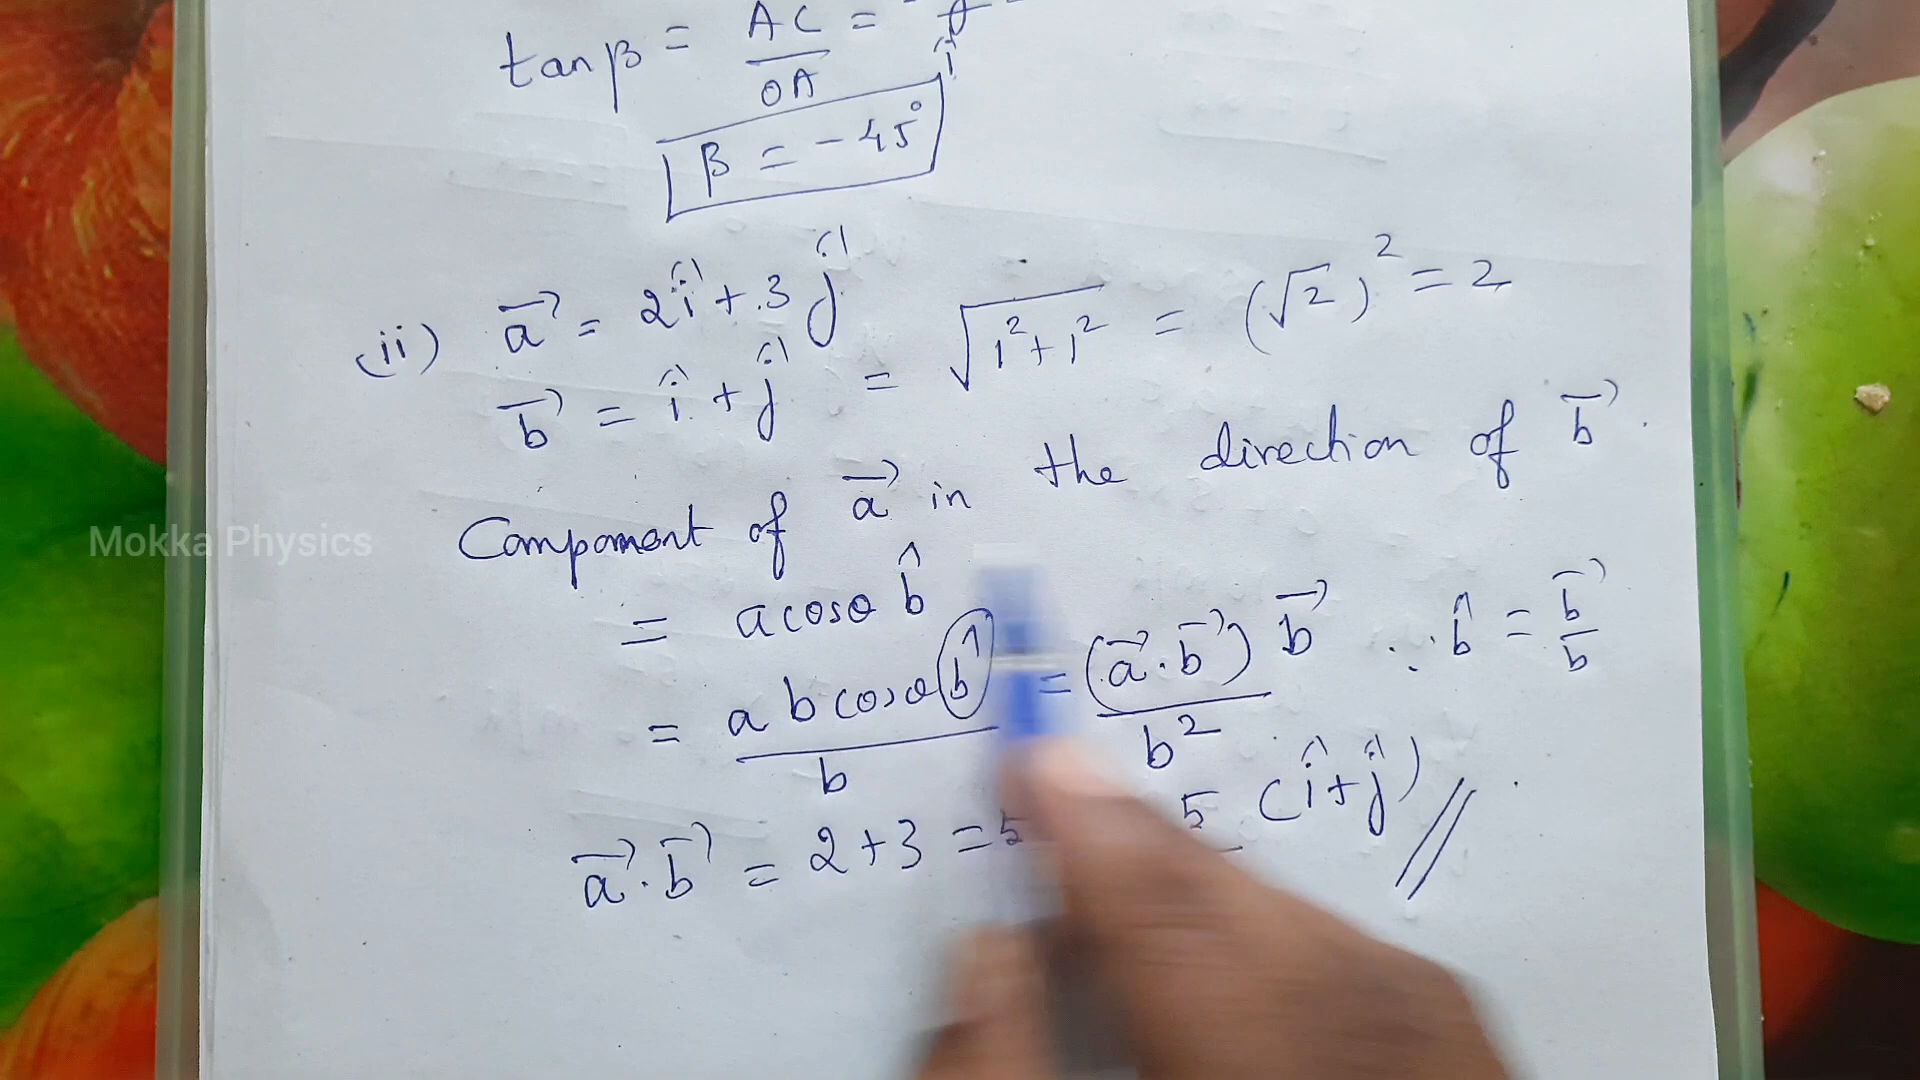 tan β = AC/OA =
β = -45°
(ii) a⃗ = 2î + 3ĵ
b⃗ = î + ĵ = √(1² + 1²) = (√2)² = 2
Compoment of a⃗ in the direction of b⃗.
= a cosθ b̂
= a b cosθ b̂ / b = (a⃗.b⃗) b⃗ / b² ∵ b̂ = b⃗/b
a⃗.b⃗ = 2 + 3 = 5
5 (î + ĵ) //
Mokka Physics